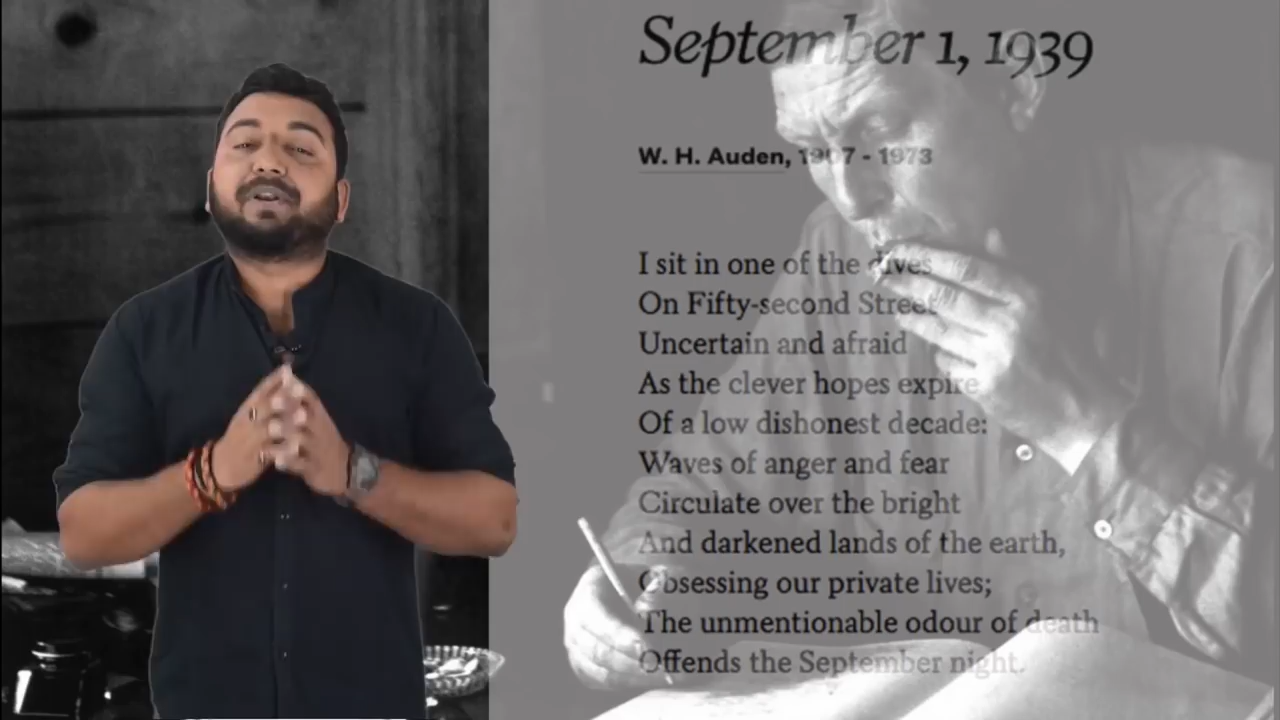 September 1, 1939
W. H. Auden, 1907 - 1973
I sit in one of the dives
On Fifty-second Street
Uncertain and afraid
As the clever hopes expire
Of a low dishonest decade:
Waves of anger and fear
Circulate over the bright
And darkened lands of the earth,
Obsessing our private lives;
The unmentionable odour of death
Offends the September night.